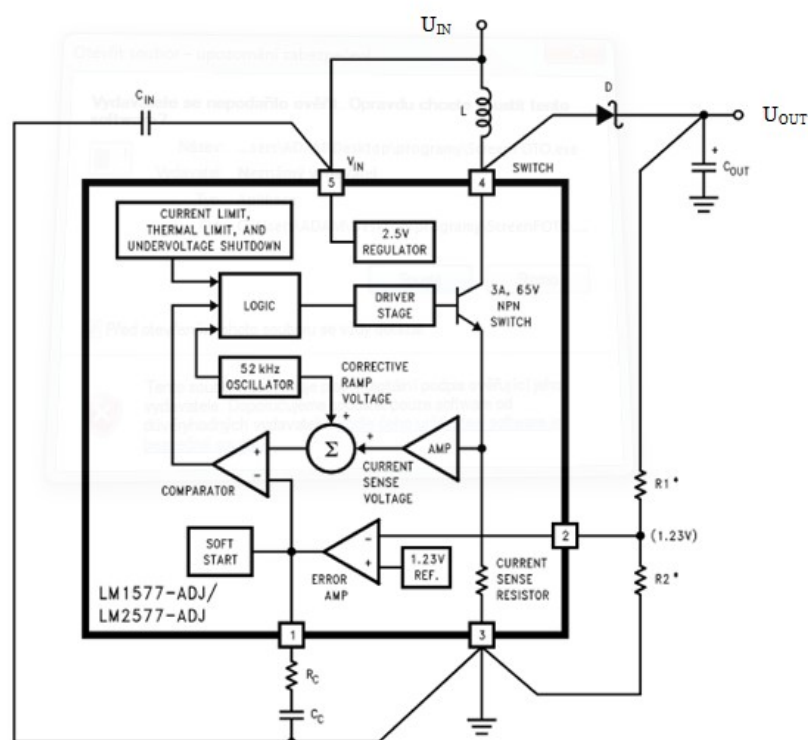 U_IN
C_IN
L
D
U_OUT
V_IN
5
4
SWITCH
+
C_OUT
CURRENT LIMIT,
THERMAL LIMIT, AND
UNDERVOLTAGE SHUTDOWN
2.5V
REGULATOR
LOGIC
DRIVER
STAGE
3A, 65V
NPN
SWITCH
52 kHz
OSCILLATOR
CORRECTIVE
RAMP
VOLTAGE
+
+
Σ
+
-
COMPARATOR
+
CURRENT
SENSE
VOLTAGE
AMP
R1*
SOFT
START
-
+
ERROR
AMP
1.23V
REF.
2
(1.23V)
CURRENT
SENSE
RESISTOR
R2*
LM1577-ADJ/
LM2577-ADJ
1
3
R_C
C_C